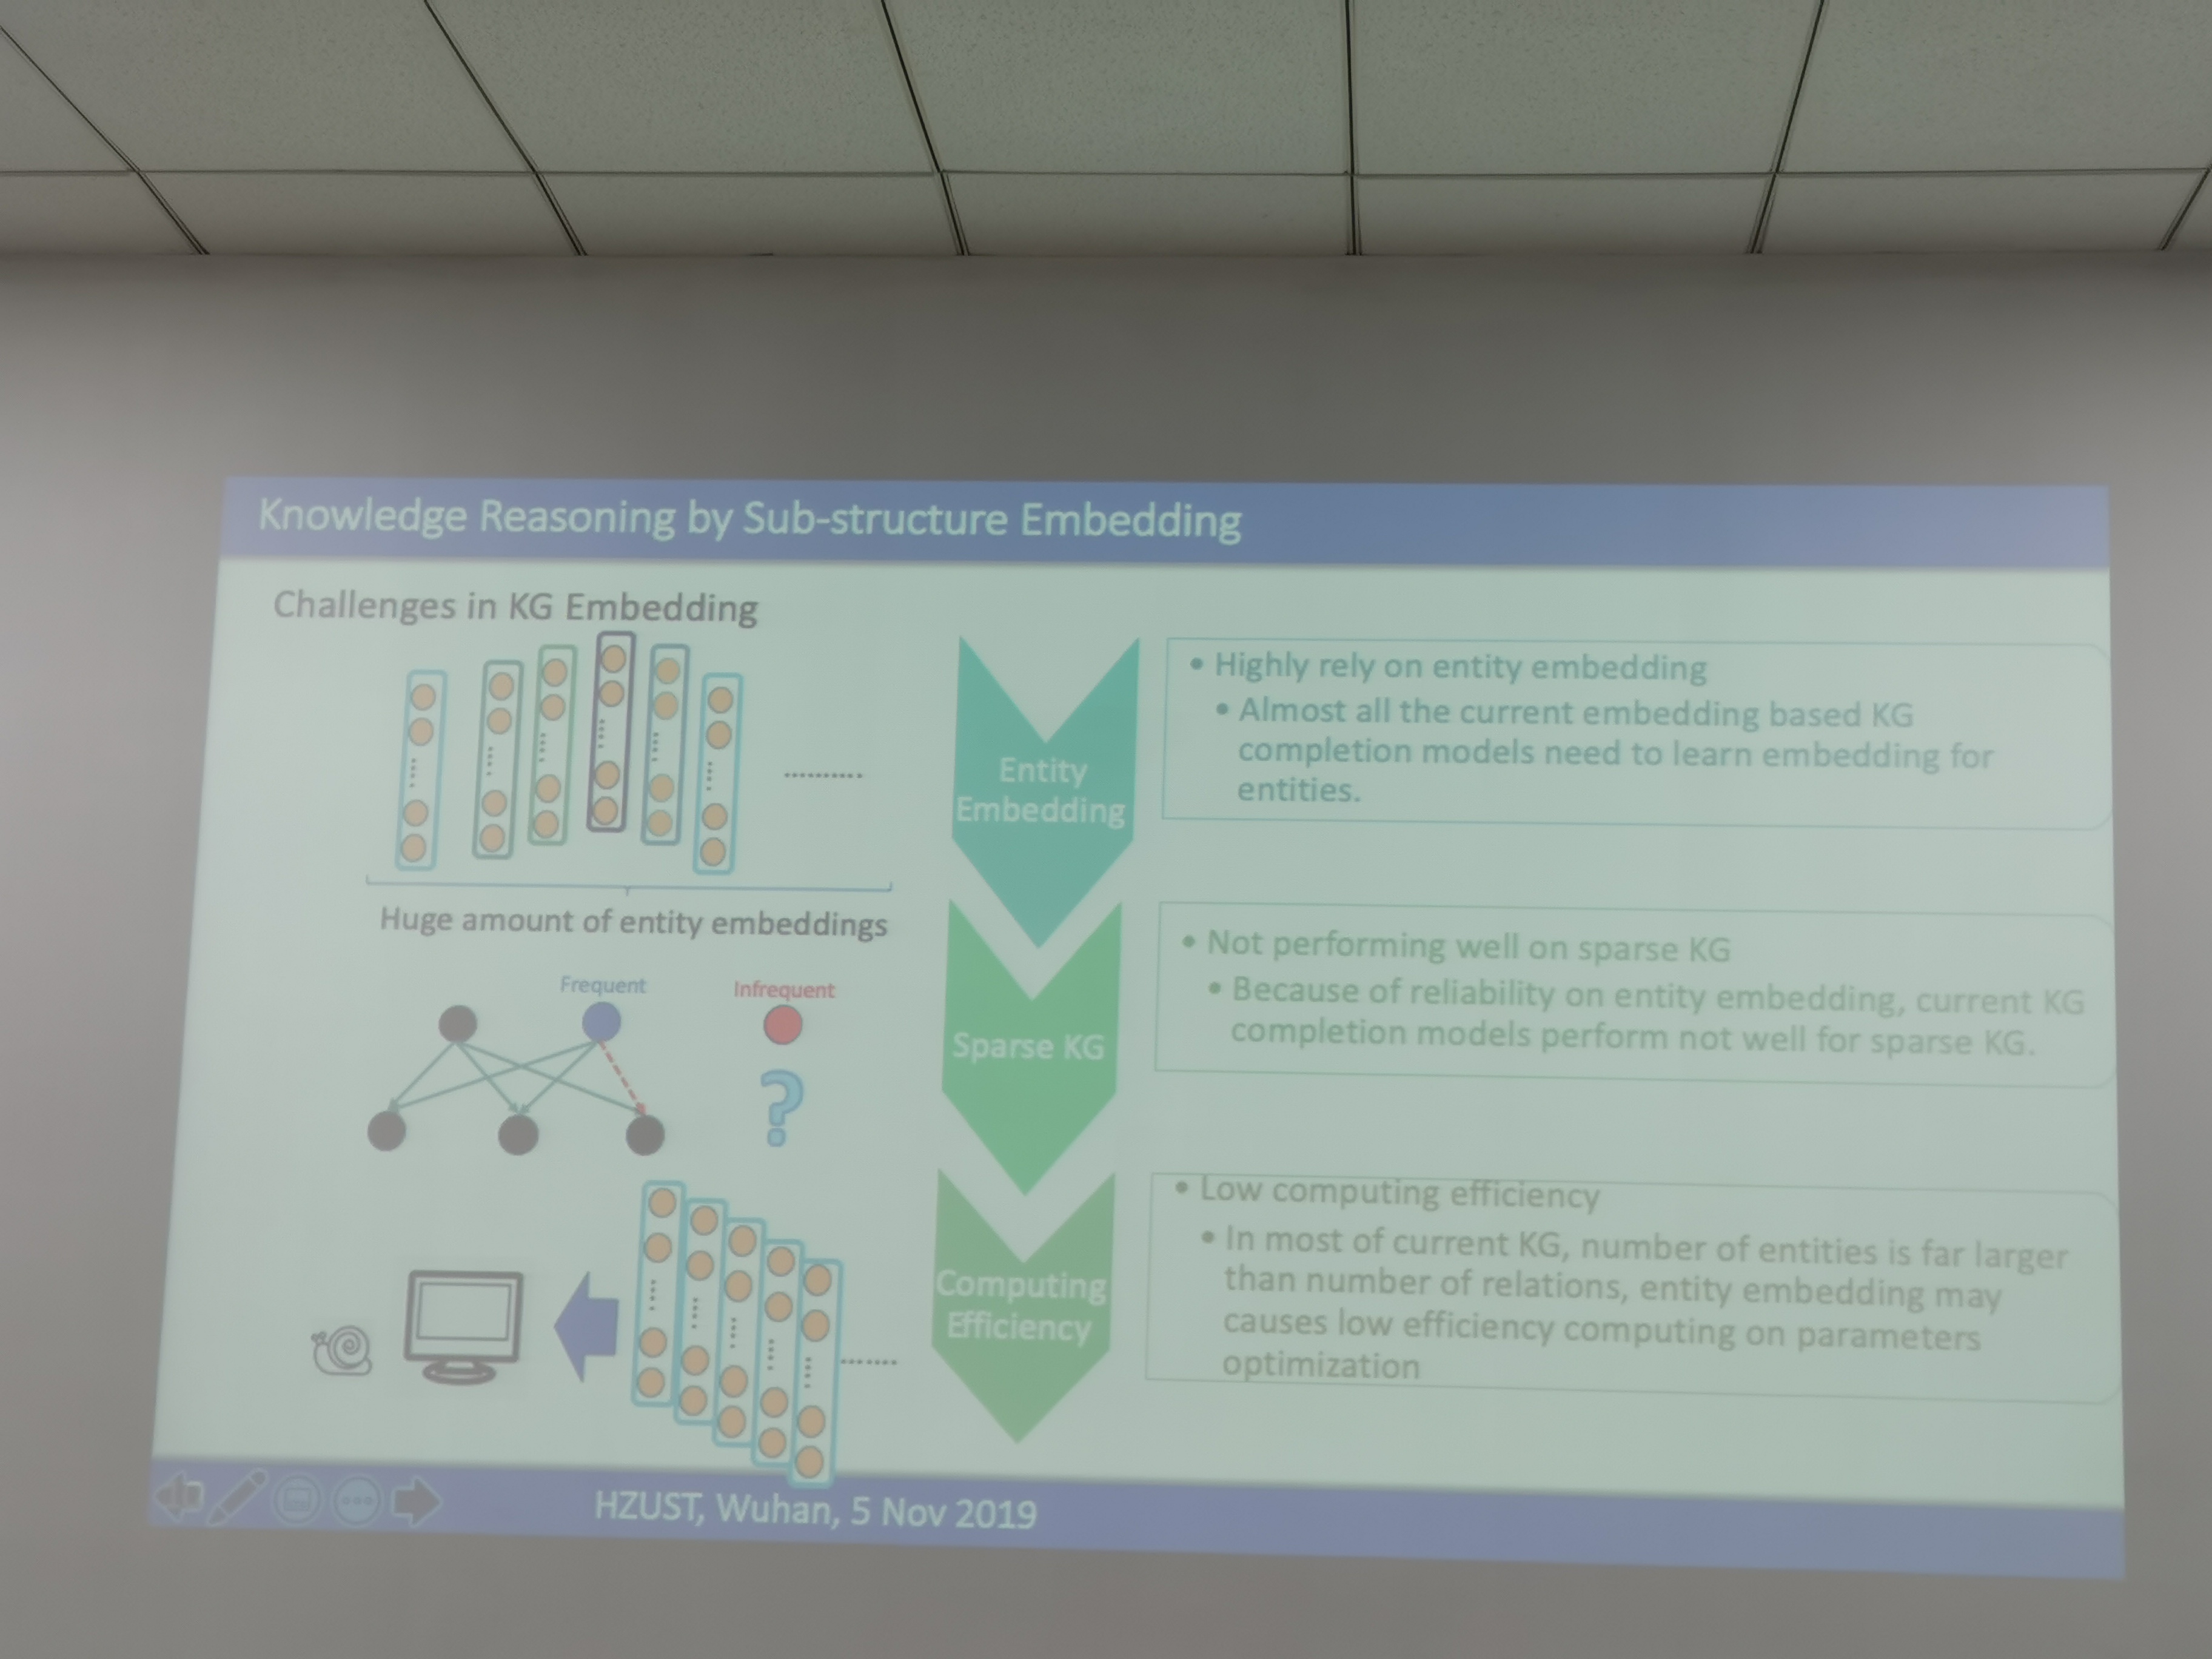 Knowledge Reasoning by Sub-structure Embedding
Challenges in KG Embedding
Huge amount of entity embeddings
Frequent
Infrequent
?
Entity
Embedding
• Highly rely on entity embedding
• Almost all the current embedding based KG
completion models need to learn embedding for
entities.
Sparse KG
• Not performing well on sparse KG
• Because of reliability on entity embedding, current KG
completion models perform not well for sparse KG.
Computing
Efficiency
• Low computing efficiency
• In most of current KG, number of entities is far larger
than number of relations, entity embedding may
causes low efficiency computing on parameters
optimization
HZUST, Wuhan, 5 Nov 2019